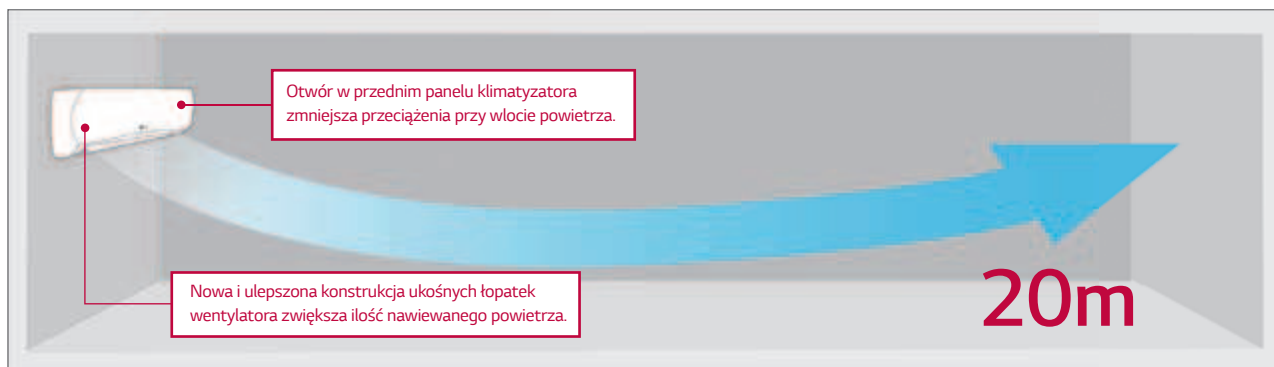 Otwór w przednim panelu klimatyzatora
zmniejsza przeciążenia przy wlocie powietrza.
Nowa i ulepszona konstrukcja ukośnych łopatek
wentylatora zwiększa ilość nawiewanego powietrza.
20m